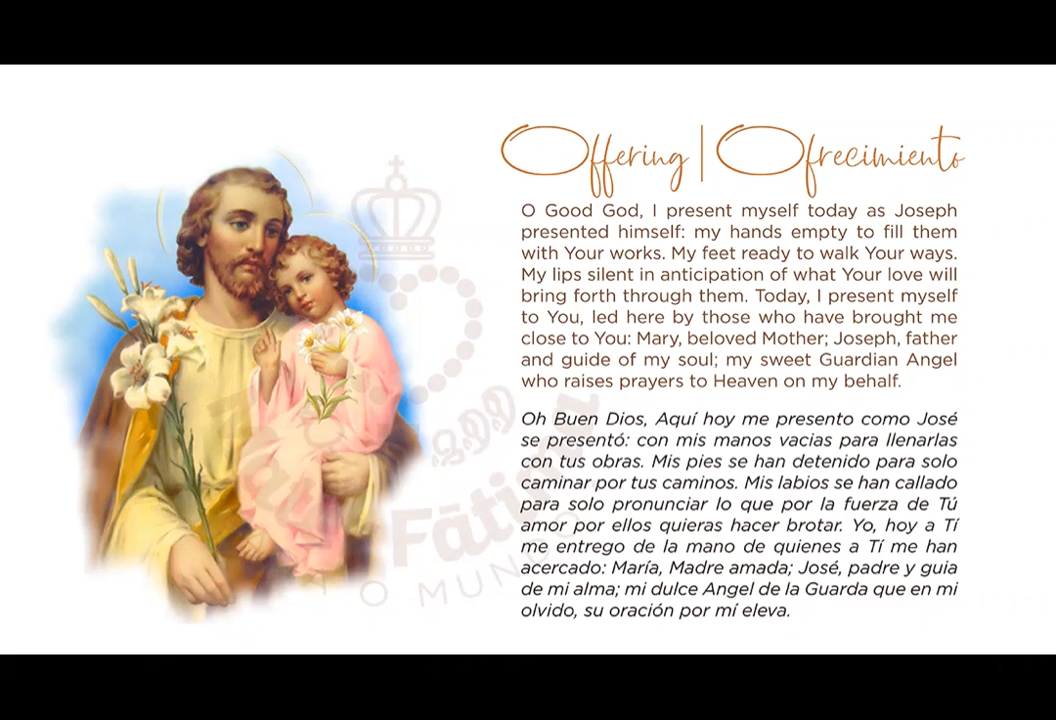 Offering | Ofrecimiento
O Good God, I present myself today as Joseph
presented himself: my hands empty to fill them
with Your works. My feet ready to walk Your ways.
My lips silent in anticipation of what Your love will
bring forth through them. Today, I present myself
to You, led here by those who have brought me
close to You: Mary, beloved Mother; Joseph, father
and guide of my soul; my sweet Guardian Angel
who raises prayers to Heaven on my behalf.
Oh Buen Dios, Aquí hoy me presento como José
se presentó: con mis manos vacias para llenarlas
con tus obras. Mis pies se han detenido para solo
caminar por tus caminos. Mis labios se han callado
para solo pronunciar lo que por la fuerza de Tú
amor por ellos quieras hacer brotar. Yo, hoy a Tí
me entrego de la mano de quienes a Tí me han
acercado: María, Madre amada; José, padre y guia
de mi alma; mi dulce Angel de la Guarda que en mi
olvido, su oración por mí eleva.